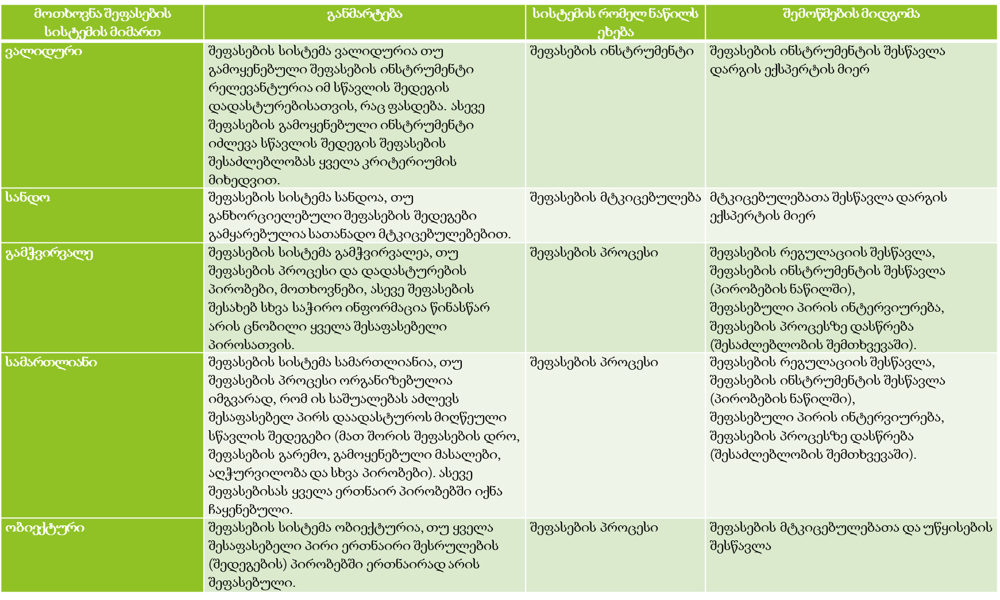 მოთხოვნა შეფასების
სისტემის მიმართ
განმარტება
სისტემის რომელ ნაწილს
ეხება
შემოწმების მიდგომა
ვალიდური
შეფასების სისტემა ვალიდურია თუ
გამოყენებული შეფასების ინსტრუმენტი
რელევანტურია იმ სწავლის შედეგის
დადასტურებისათვის, რაც ფასდება. ასევე
შეფასების გამოყენებული ინსტრუმენტი
იძლევა სწავლის შედეგის შეფასების
შესაძლებლობას ყველა კრიტერიუმის
მიხედვით.
შეფასების ინსტრუმენტი
შეფასების ინსტრუმენტის შესწავლა
დარგის ექსპერტის მიერ
სანდო
შეფასების სისტემა სანდოა, თუ
განხორციელებული შეფასების შედეგები
გამყარებულია სათანადო მტკიცებულებებით.
შეფასების მტკიცებულება
მტკიცებულებათა შესწავლა დარგის
ექსპერტის მიერ
გამჭვირვალე
შეფასების სისტემა გამჭვირვალეა, თუ
შეფასების პროცესი და დადასტურების
პირობები, მოთხოვნები, ასევე შეფასების
შესახებ სხვა საჭირო ინფორმაცია წინასწარ
არის ცნობილი ყველა შესაფასებელი
პიროსათვის.
შეფასების პროცესი
შეფასების რეგულაციის შესწავლა,
შეფასების ინსტრუმენტის შესწავლა
(პირობების ნაწილში),
შეფასებული პირის ინტერვიურება,
შეფასების პროცესზე დასწრება
(შესაძლებლობის შემთხვევაში).
სამართლიანი
შეფასების სისტემა სამართლიანია, თუ
შეფასების პროცესი ორგანიზებულია
იმგვარად, რომ ის საშუალებას აძლევს
შესაფასებელ პირს დაადასტუროს მიღწეული
სწავლის შედეგები (მათ შორის შეფასების დრო,
შეფასების გარემო, გამოყენებული მასალები,
აღჭურვილობა და სხვა პირობები). ასევე
შეფასებისას ყველა ერთნაირ პირობებში იქნა
ჩაყენებული.
შეფასების პროცესი
შეფასების რეგულაციის შესწავლა,
შეფასების ინსტრუმენტის შესწავლა
(პირობების ნაწილში),
შეფასებული პირის ინტერვიურება,
შეფასების პროცესზე დასწრება
(შესაძლებლობის შემთხვევაში).
ობიექტური
შეფასების სისტემა ობიექტურია, თუ ყველა
შესაფასებელი პირი ერთნაირი შესრულების
(შედეგების) პირობებში ერთნაირად არის
შეფასებული.
შეფასების პროცესი
შეფასების მტკიცებულებათა და უწყისების
შესწავლა